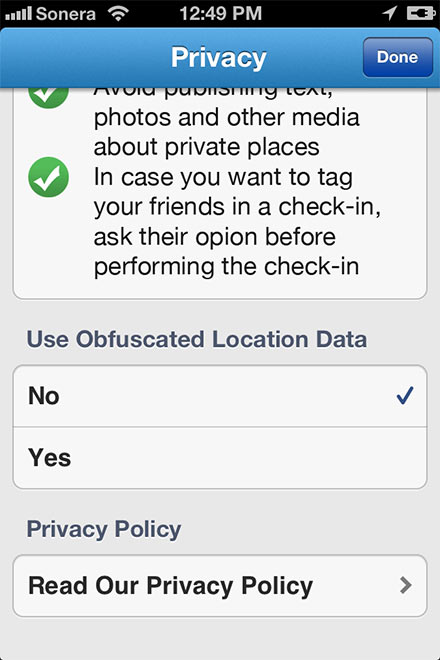 Sonera 12:49 PM
Privacy Done
Avoid publishing text,
photos and other media
about private places
In case you want to tag
your friends in a check-in,
ask their opion before
performing the check-in
Use Obfuscated Location Data
No
Yes
Privacy Policy
Read Our Privacy Policy